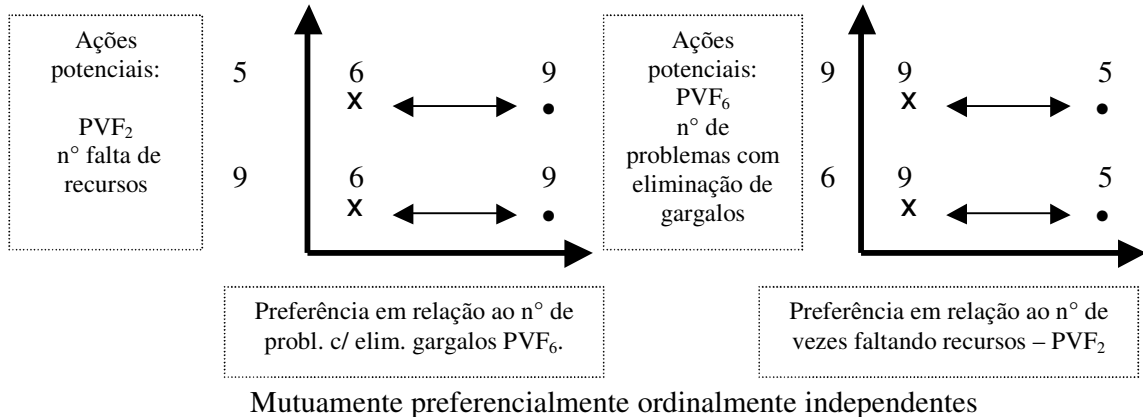 Ações
potenciais:
PVF2
n° falta de
recursos
5 6 9
x •
9 6 9
x •
Preferência em relação ao n° de
probl. c/ elim. gargalos PVF6.
Ações
potenciais:
PVF6
n° de
problemas com
eliminação de
gargalos
9 9 5
x •
6 9 5
x •
Preferência em relação ao n° de
vezes faltando recursos – PVF2
Mutuamente preferencialmente ordinalmente independentes